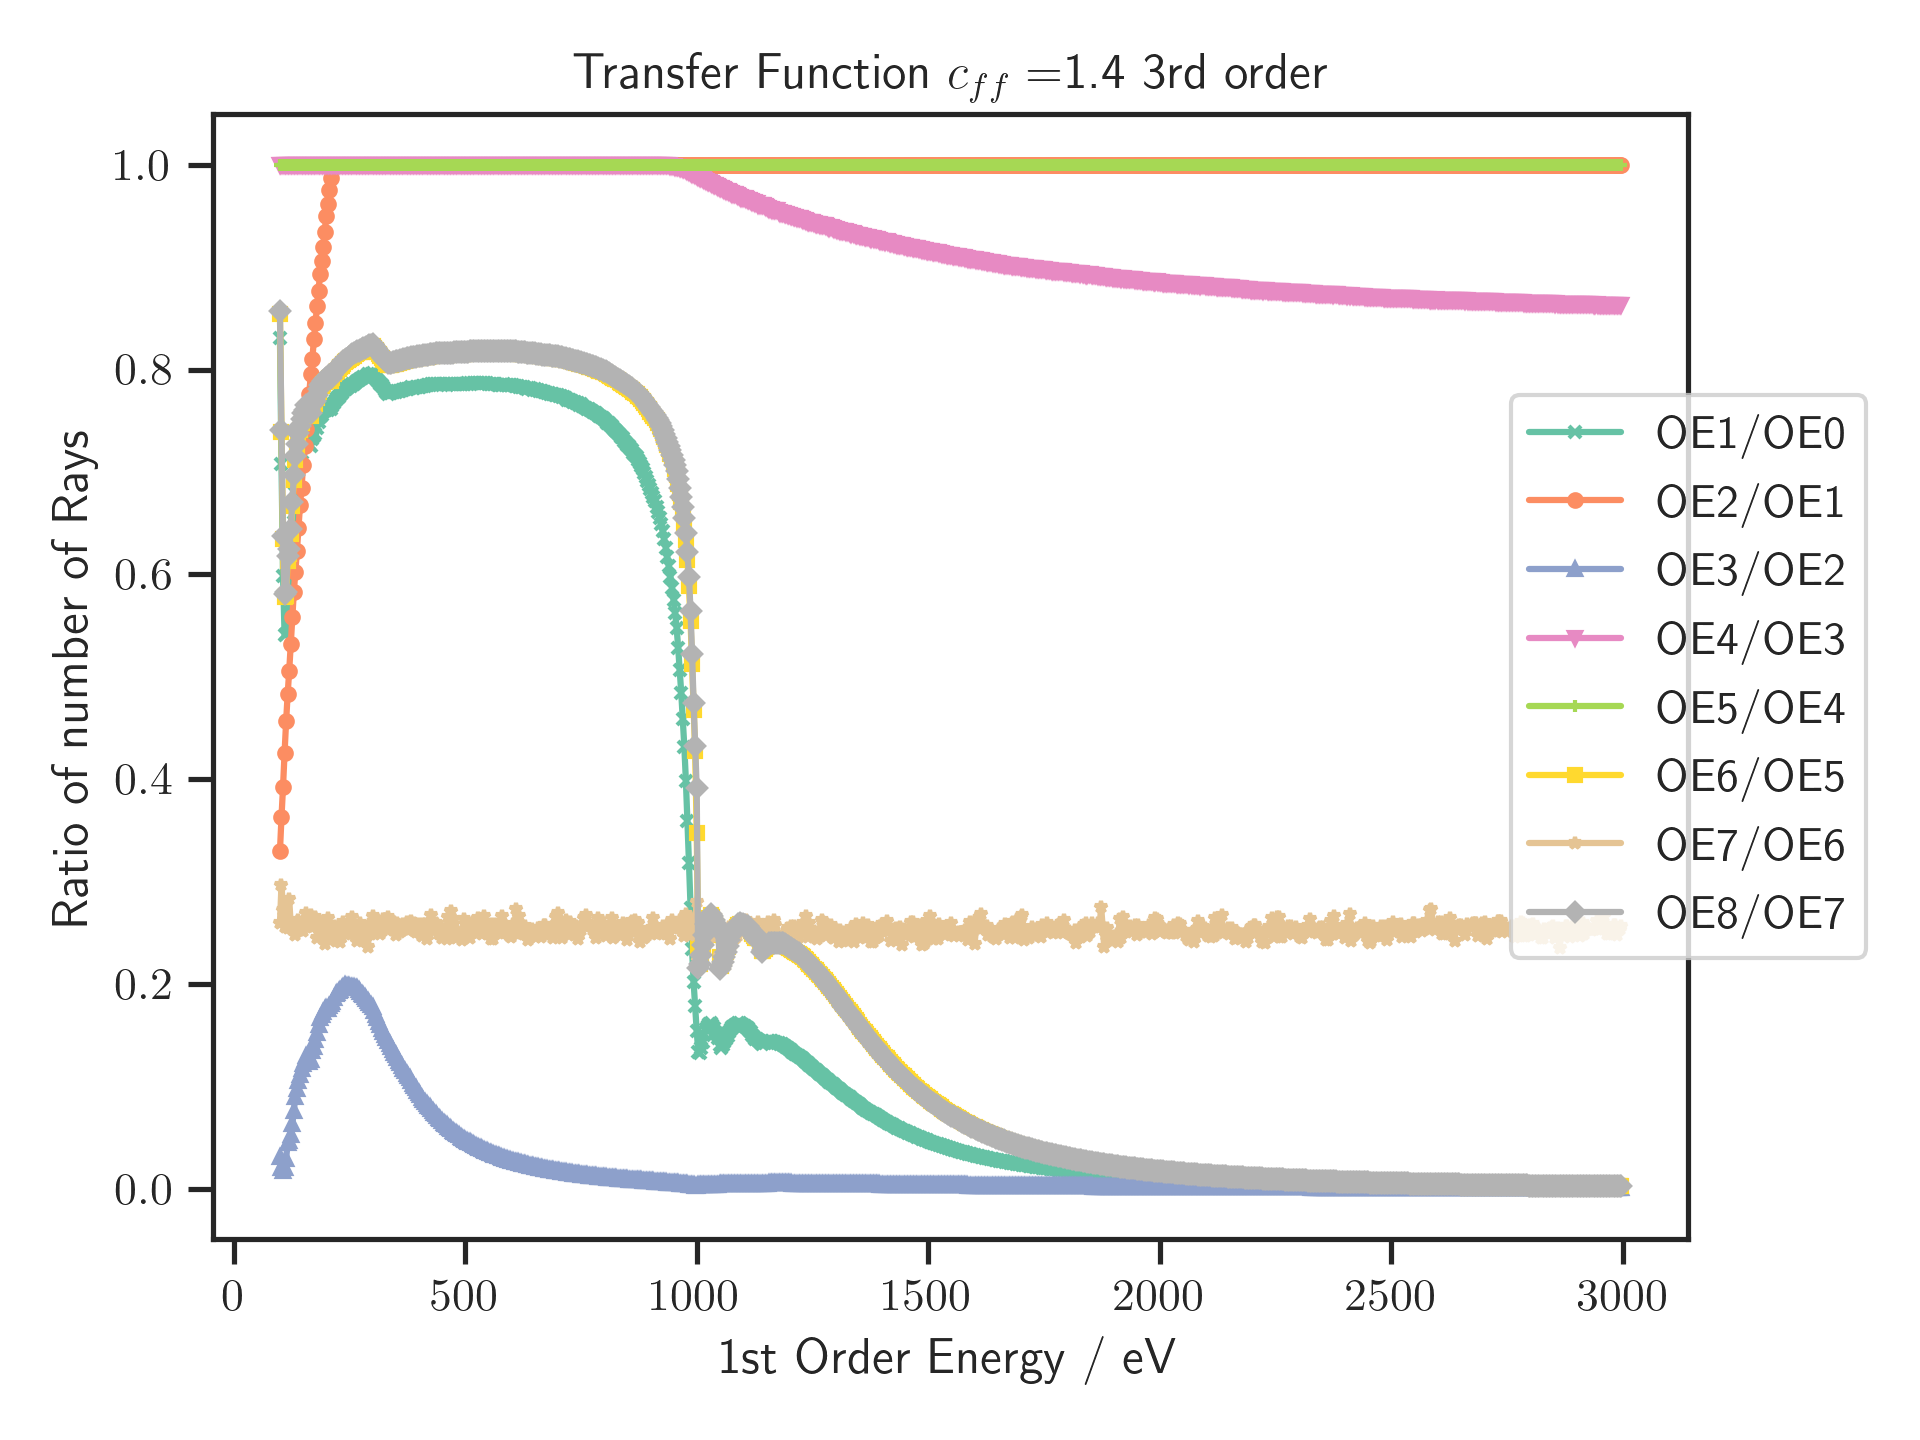 Transfer Function $c_{ff}$ =1.4 3rd order
Ratio of number of Rays
1.0
0.8
0.6
0.4
0.2
0.0
OE1/OE0
OE2/OE1
OE3/OE2
OE4/OE3
OE5/OE4
OE6/OE5
OE7/OE6
OE8/OE7
0 500 1000 1500 2000 2500 3000
1st Order Energy / eV